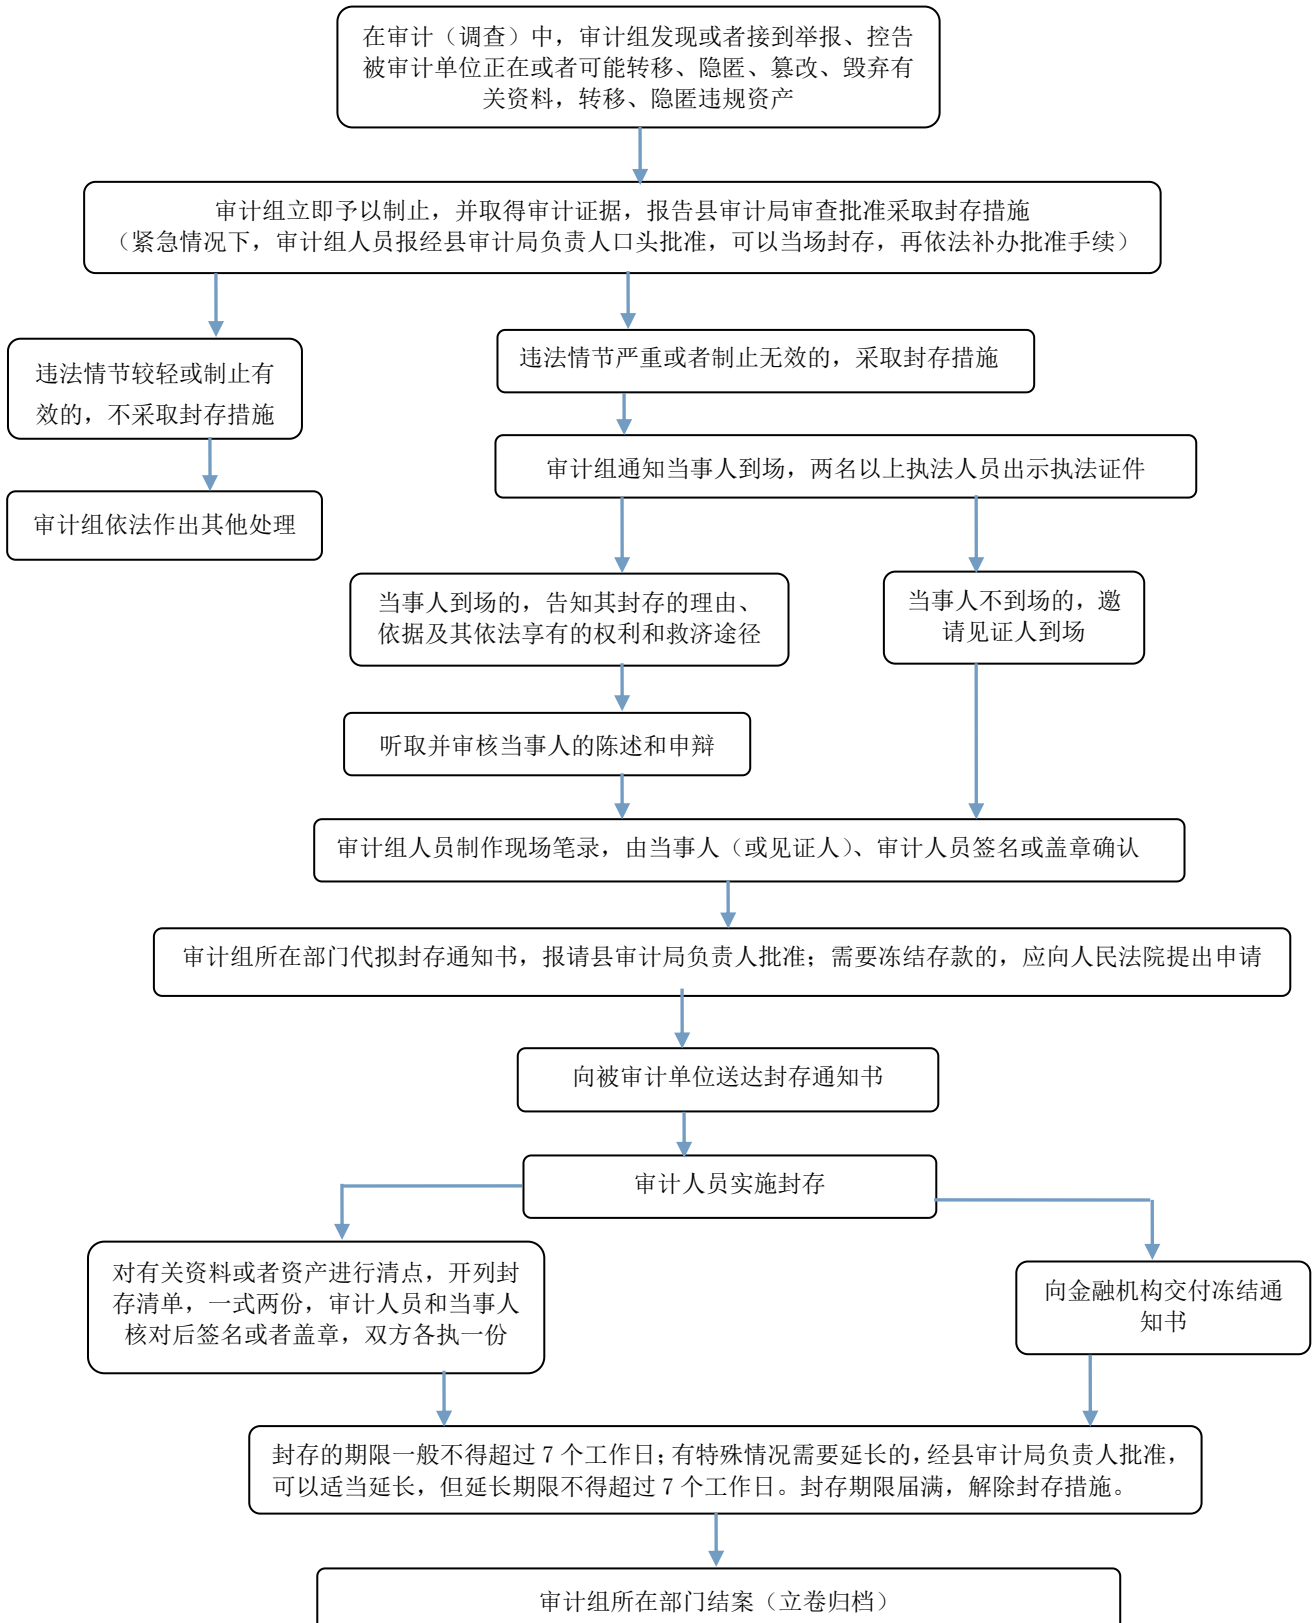 在审计（调查）中，审计组发现或者接到举报、控告
被审计单位正在或者可能转移、隐匿、篡改、毁弃有
关资料，转移、隐匿违规资产
审计组立即予以制止，并取得审计证据，报告县审计局审查批准采取封存措施
（紧急情况下，审计组人员报经县审计局负责人口头批准，可以当场封存，再依法补办批准手续）
违法情节较轻或制止有
效的，不采取封存措施
违法情节严重或者制止无效的，采取封存措施
审计组依法作出其他处理
审计组通知当事人到场，两名以上执法人员出示执法证件
当事人到场的，告知其封存的理由、
依据及其依法享有的权利和救济途径
当事人不到场的，邀
请见证人到场
听取并审核当事人的陈述和申辩
审计组人员制作现场笔录，由当事人（或见证人）、审计人员签名或盖章确认
审计组所在部门代拟封存通知书，报请县审计局负责人批准；需要冻结存款的，应向人民法院提出申请
向被审计单位送达封存通知书
审计人员实施封存
对有关资料或者资产进行清点，开列封
存清单，一式两份，审计人员和当事人
核对后签名或者盖章，双方各执一份
向金融机构交付冻结通
知书
封存的期限一般不得超过 7 个工作日；有特殊情况需要延长的，经县审计局负责人批准，
可以适当延长，但延长期限不得超过 7 个工作日。封存期限届满，解除封存措施。
审计组所在部门结案（立卷归档）